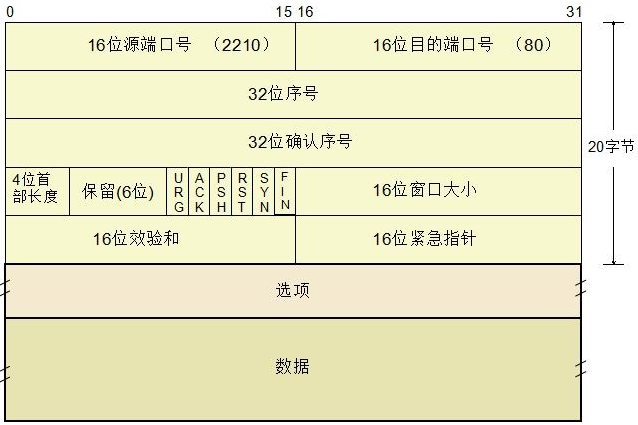 0 15 16 31
16位源端口号 （2210） 16位目的端口号 （80）
32位序号
32位确认序号
20字节
4位首
部长度
保留(6位)
URG
ACK
PSH
RST
SYN
FIN
16位窗口大小
16位效验和 16位紧急指针
选项
数据